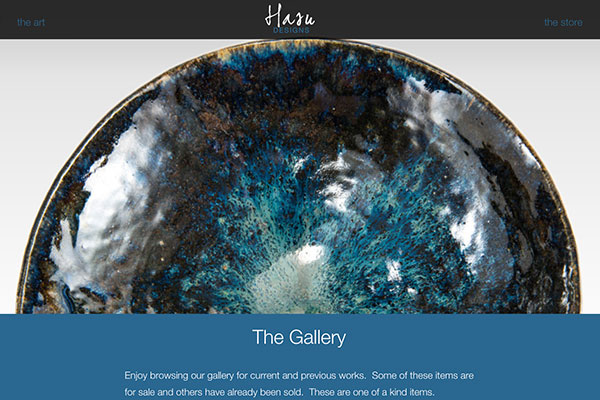 the art
Hasu
DESIGNS
the store
The Gallery
Enjoy browsing our gallery for current and previous works. Some of these items are
for sale and others have already been sold. These are one of a kind items.